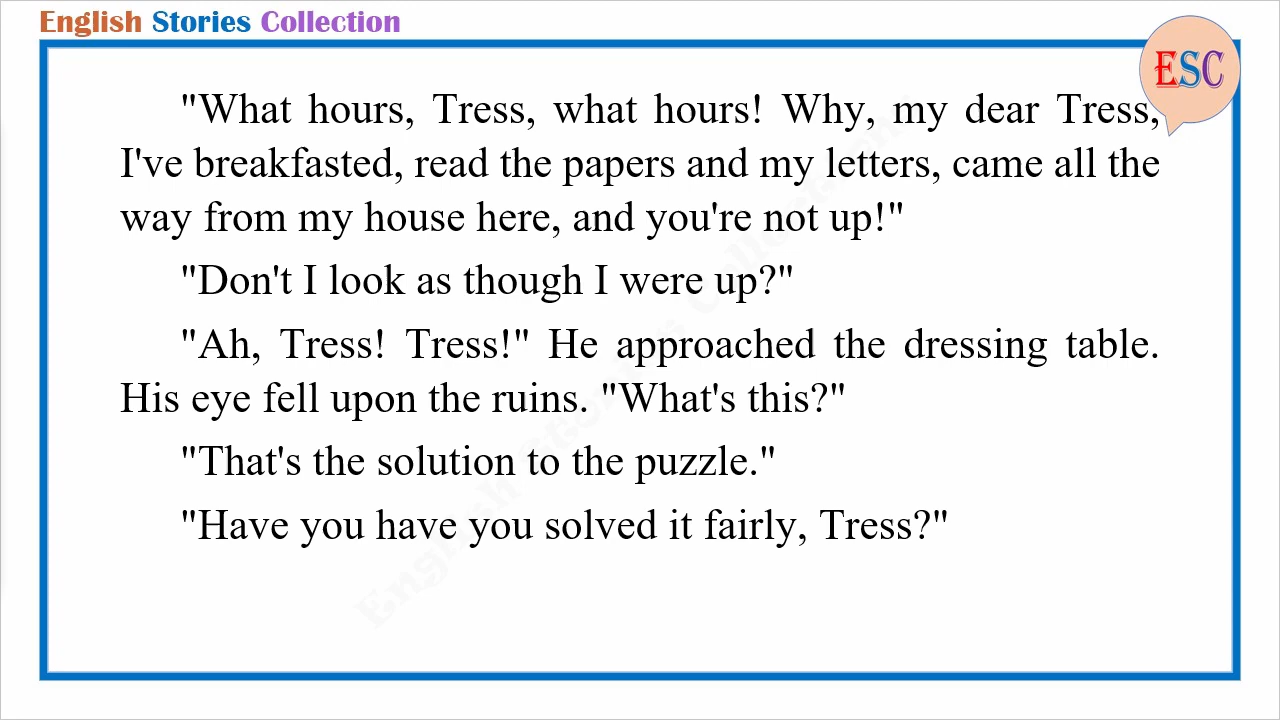 English Stories Collection
ESC
"What hours, Tress, what hours! Why, my dear Tress,
I've breakfasted, read the papers and my letters, came all the
way from my house here, and you're not up!"
"Don't I look as though I were up?"
"Ah, Tress! Tress!" He approached the dressing table.
His eye fell upon the ruins. "What's this?"
"That's the solution to the puzzle."
"Have you have you solved it fairly, Tress?"
English Stories Collection